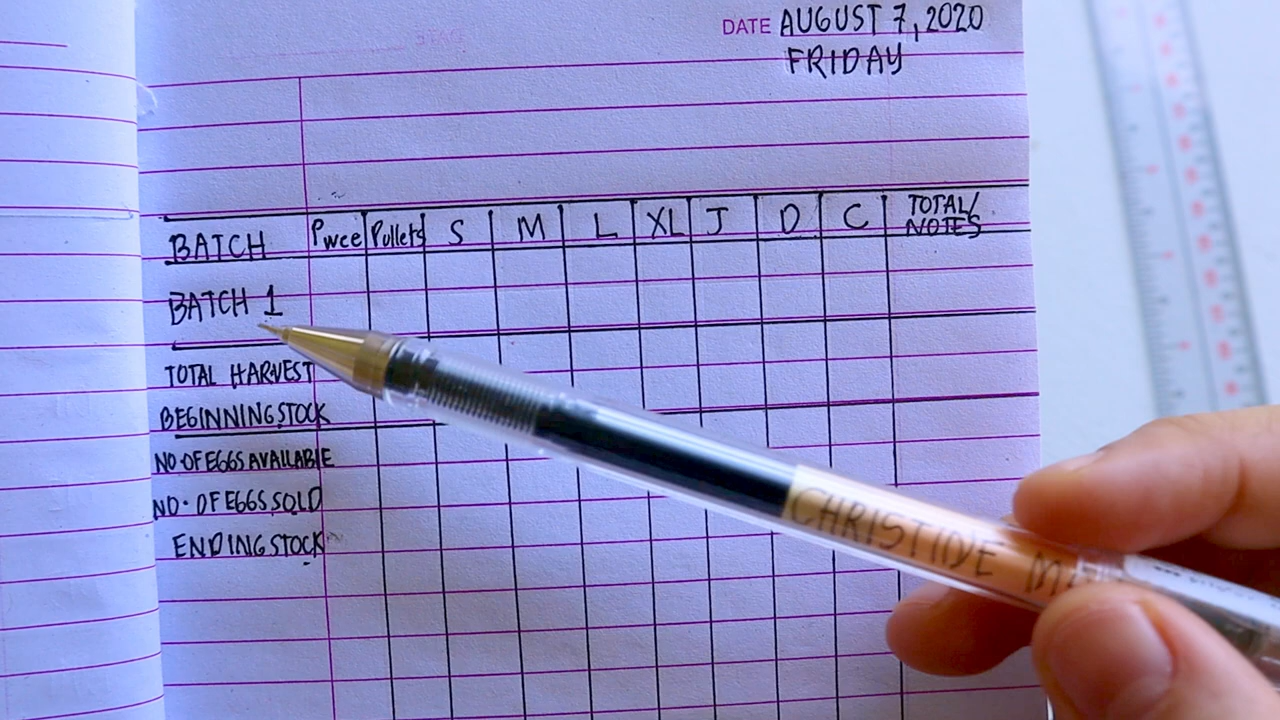 DATE AUGUST 7, 2020
FRIDAY
BATCH Pwee Pullets S M L XL J D C TOTAL/
NOTES
BATCH 1
TOTAL HARVEST
BEGINNING STOCK
NO. OF EGGS AVAILABLE
NO. OF EGGS SOLD
ENDING STOCK
CHRISTINE